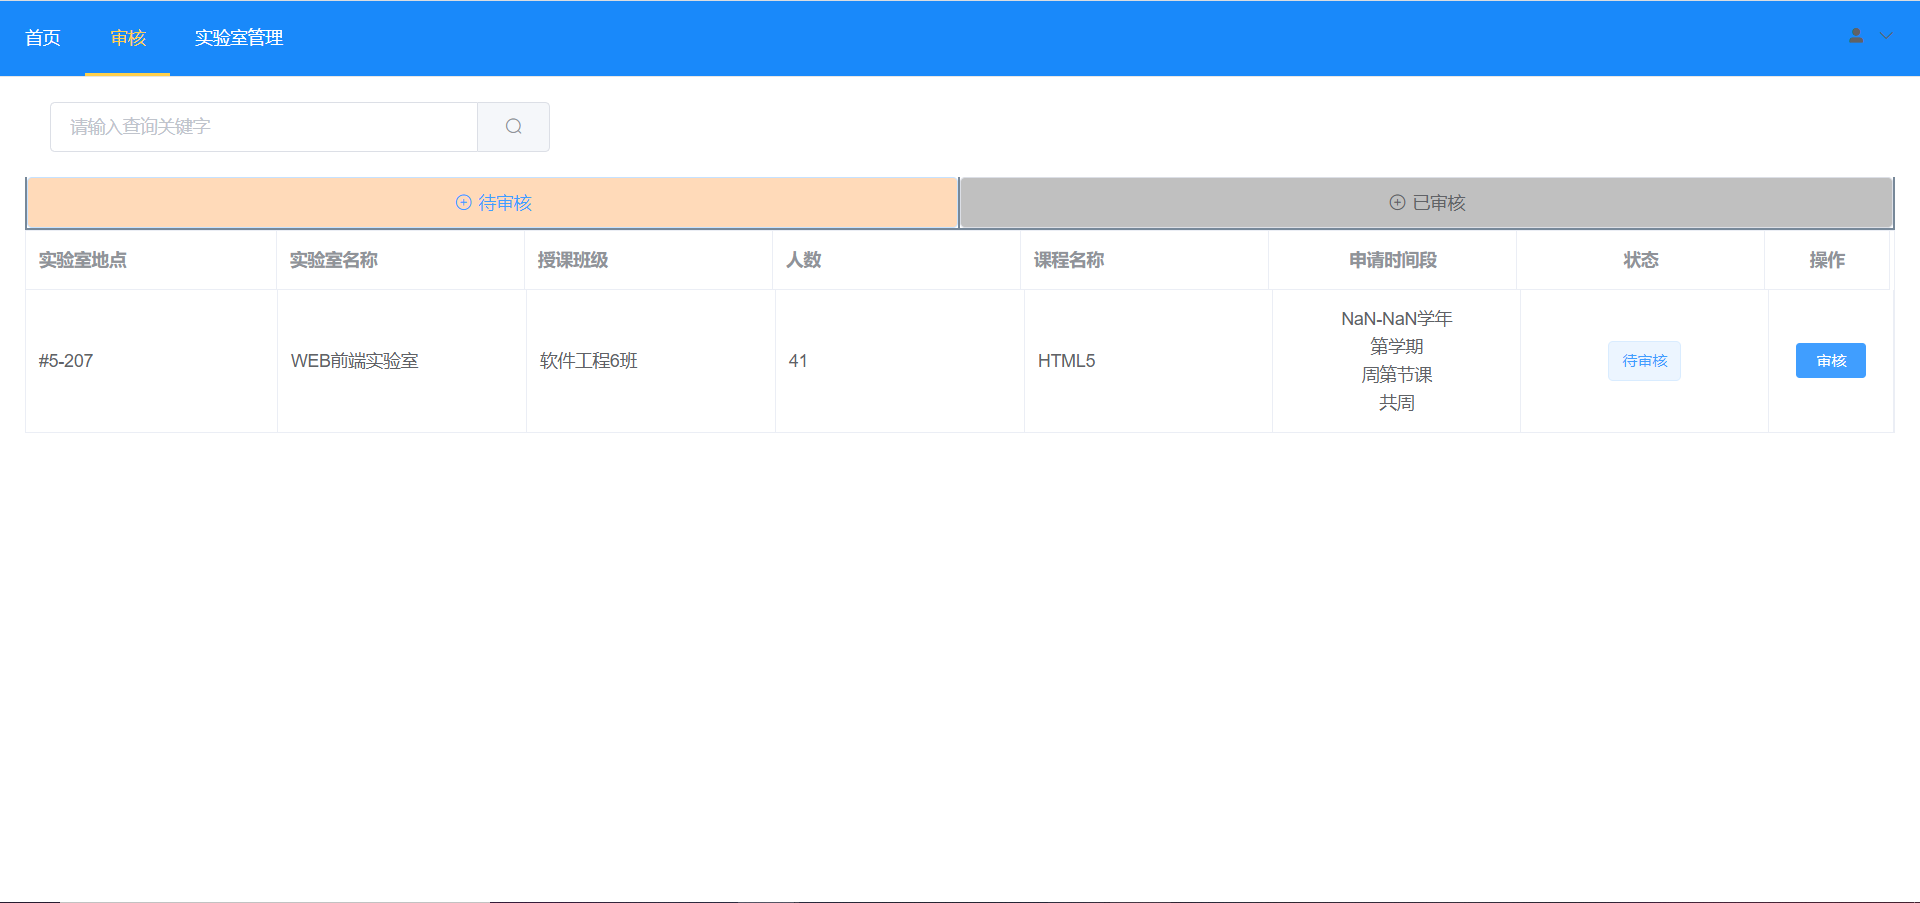 首页 审核 实验室管理
请输入查询关键字
待审核 已审核
实验室地点 实验室名称 授课班级 人数 课程名称 申请时间段 状态 操作
#5-207 WEB前端实验室 软件工程6班 41 HTML5 NaN-NaN学年
第学期
周第节课
共周
待审核 审核